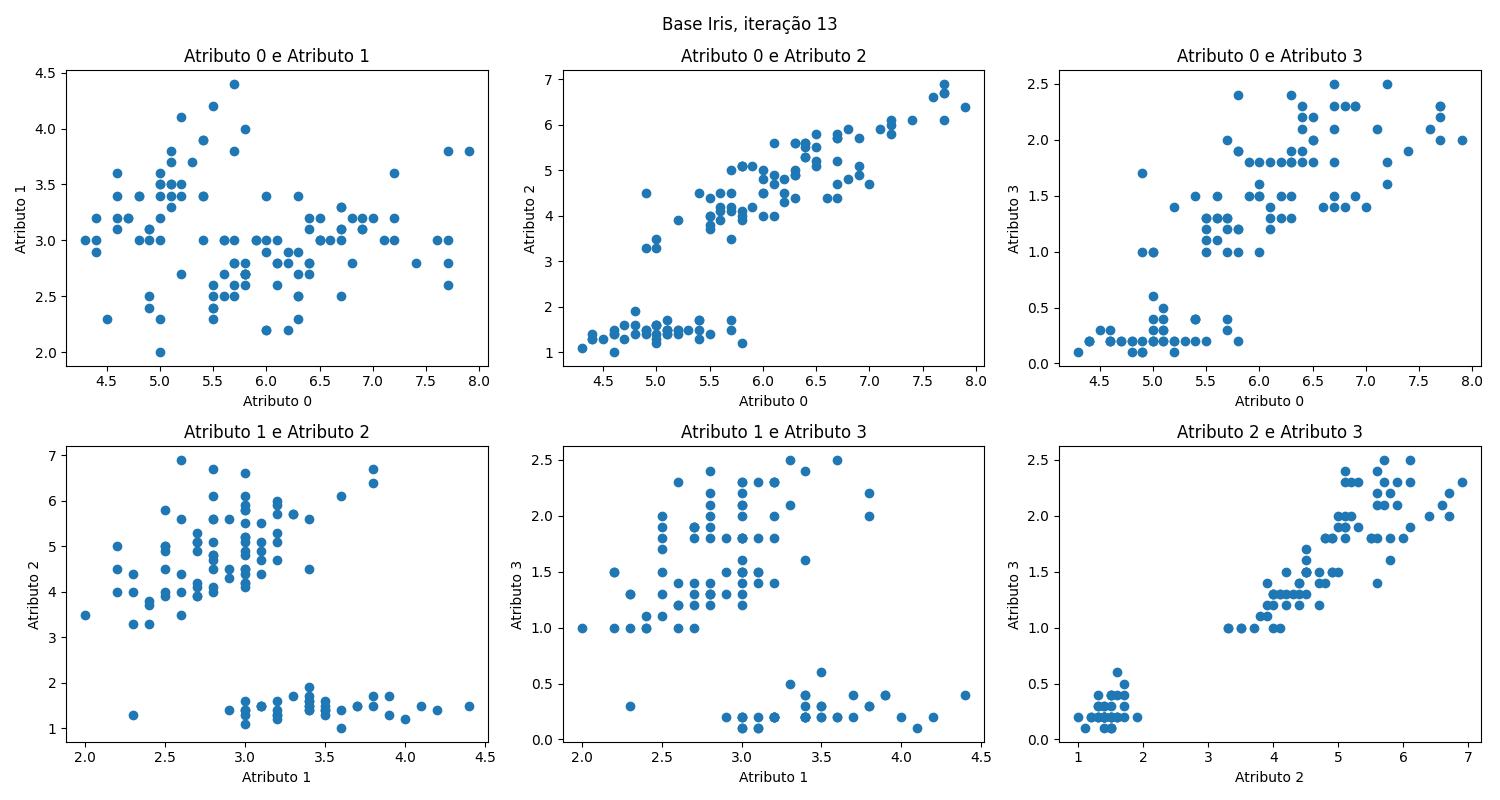 Base Iris, iteração 13
Atributo 0 e Atributo 1
Atributo 0 e Atributo 2
Atributo 0 e Atributo 3
4.5
4.0
3.5
3.0
2.5
2.0
Atributo 1
4.5 5.0 5.5 6.0 6.5 7.0 7.5 8.0
Atributo 0
7
6
5
4
3
2
1
Atributo 2
4.5 5.0 5.5 6.0 6.5 7.0 7.5 8.0
Atributo 0
2.5
2.0
1.5
1.0
0.5
0.0
Atributo 3
4.5 5.0 5.5 6.0 6.5 7.0 7.5 8.0
Atributo 0
Atributo 1 e Atributo 2
Atributo 1 e Atributo 3
Atributo 2 e Atributo 3
7
6
5
4
3
2
1
Atributo 2
2.0 2.5 3.0 3.5 4.0 4.5
Atributo 1
2.5
2.0
1.5
1.0
0.5
0.0
Atributo 3
2.0 2.5 3.0 3.5 4.0 4.5
Atributo 1
2.5
2.0
1.5
1.0
0.5
0.0
Atributo 3
1 2 3 4 5 6 7
Atributo 2